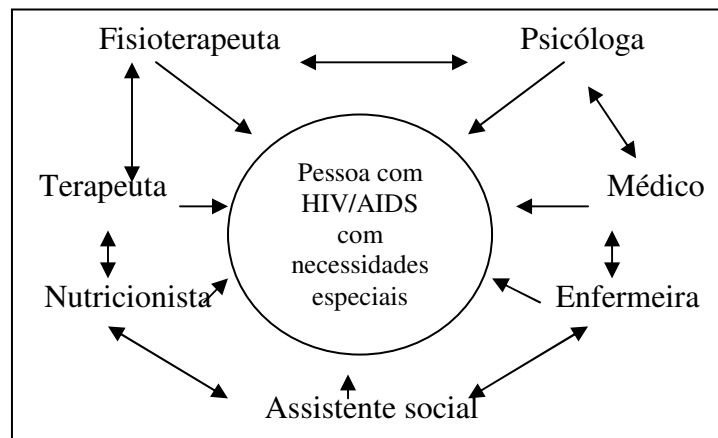 Fisioterapeuta Psicóloga
Pessoa com
HIV/AIDS
com
necessidades
especiais
Terapeuta
Médico
Nutricionista
Enfermeira
Assistente social